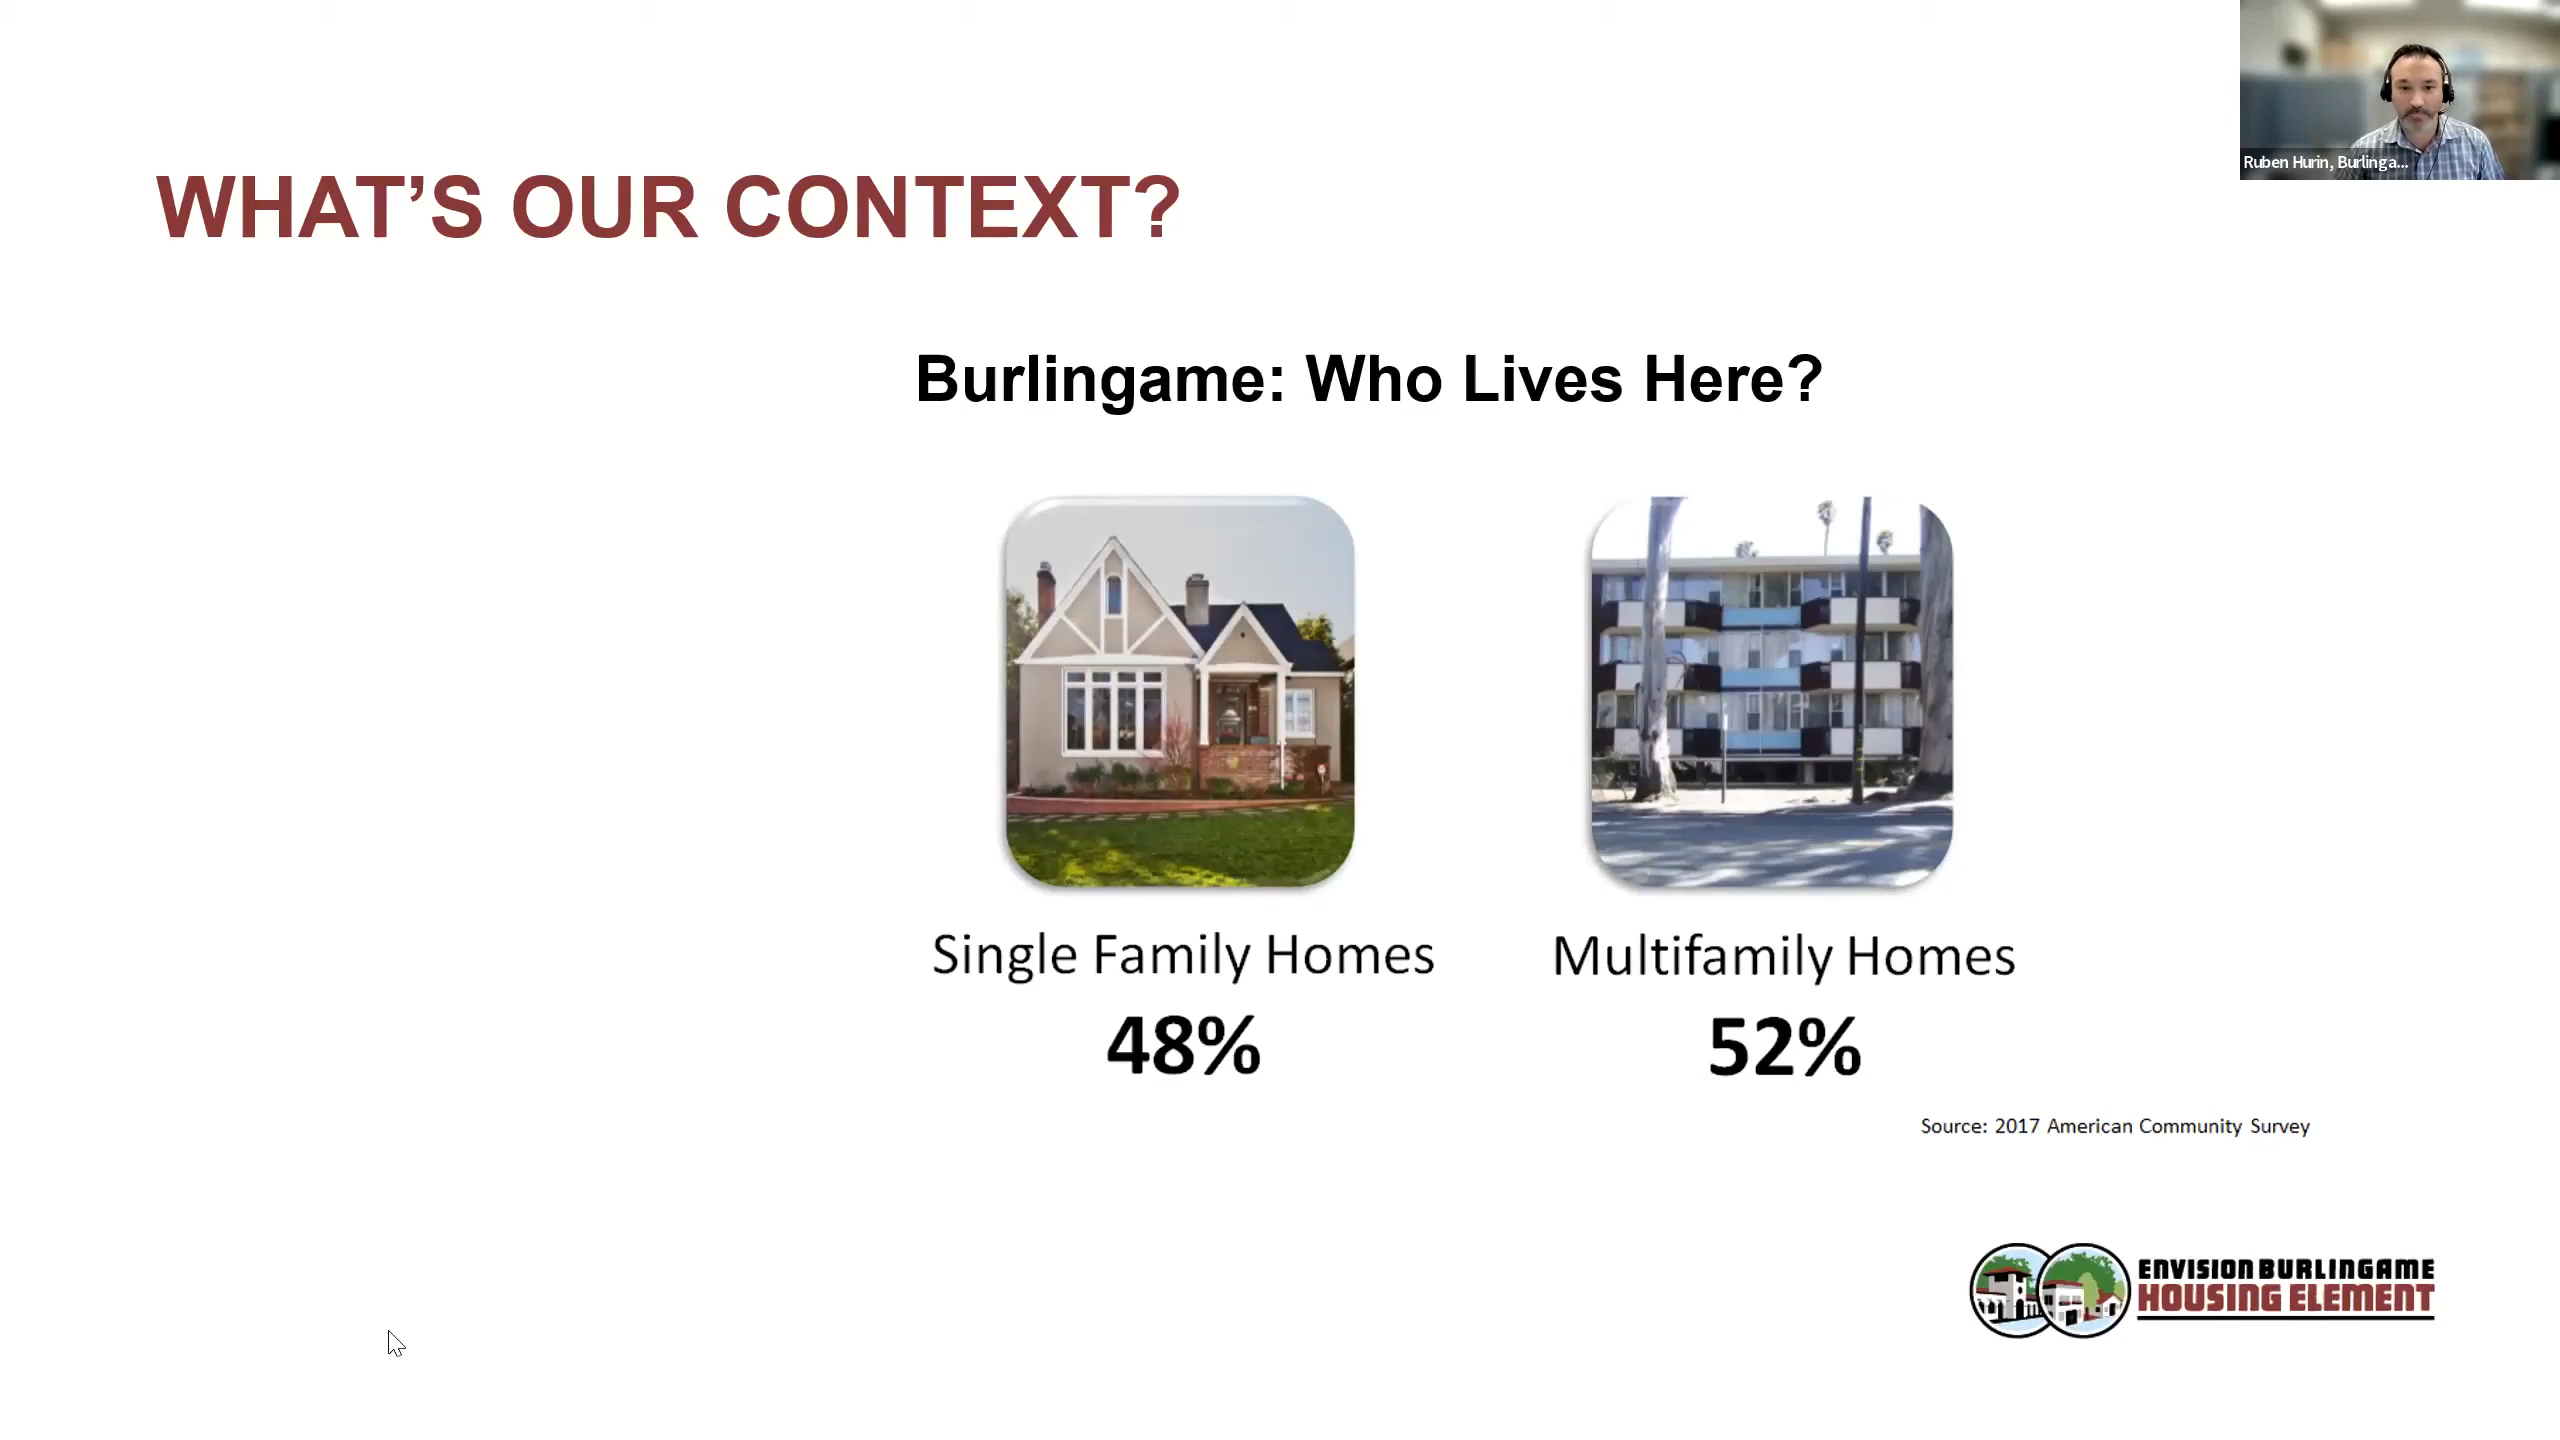 Ruben Hurin, Burlinga...
WHAT’S OUR CONTEXT?
Burlingame: Who Lives Here?
Single Family Homes
48%
Multifamily Homes
52%
Source: 2017 American Community Survey
ENVISION BURLINGAME
HOUSING ELEMENT